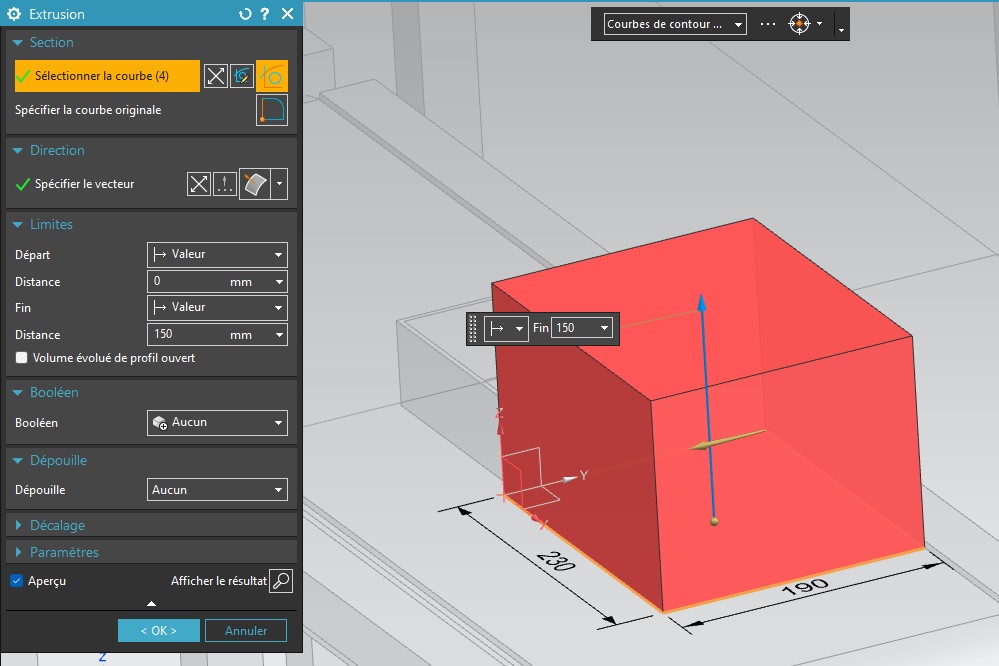 Extrusion
?
Section
Sélectionner la courbe (4)
Spécifier la courbe originale
Direction
Spécifier le vecteur
Limites
Départ
Valeur
Distance
0 mm
Fin
Valeur
Distance
150 mm
Volume évolué de profil ouvert
Booléen
Booléen
Aucun
Dépouille
Dépouille
Aucun
Décalage
Paramètres
Aperçu
Afficher le résultat
< OK >
Annuler
Z
Courbes de contour ...
Fin 150
Z
Y
X
230
190